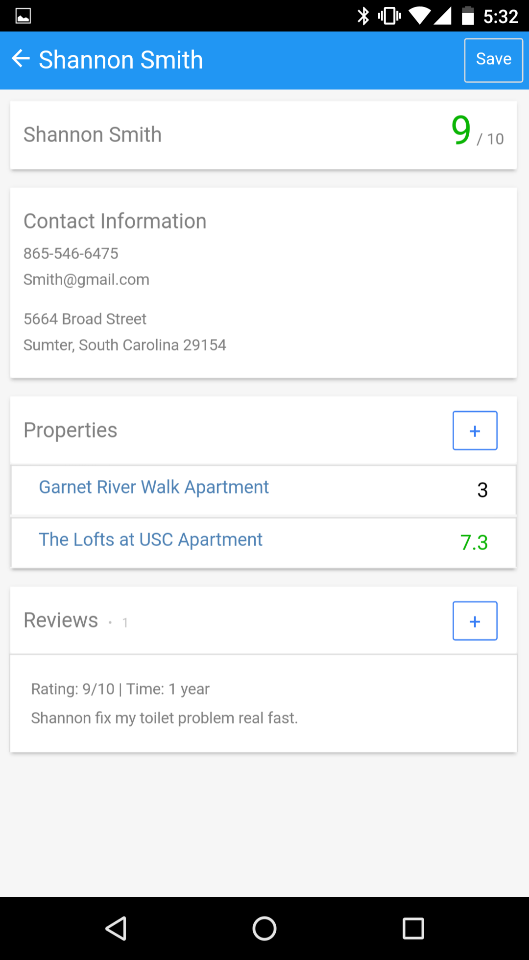 5:32
Shannon Smith
Save
Shannon Smith
9 / 10
Contact Information
865-546-6475
Smith@gmail.com
5664 Broad Street
Sumter, South Carolina 29154
Properties
+
Garnet River Walk Apartment
3
The Lofts at USC Apartment
7.3
Reviews • 1
+
Rating: 9/10 | Time: 1 year
Shannon fix my toilet problem real fast.